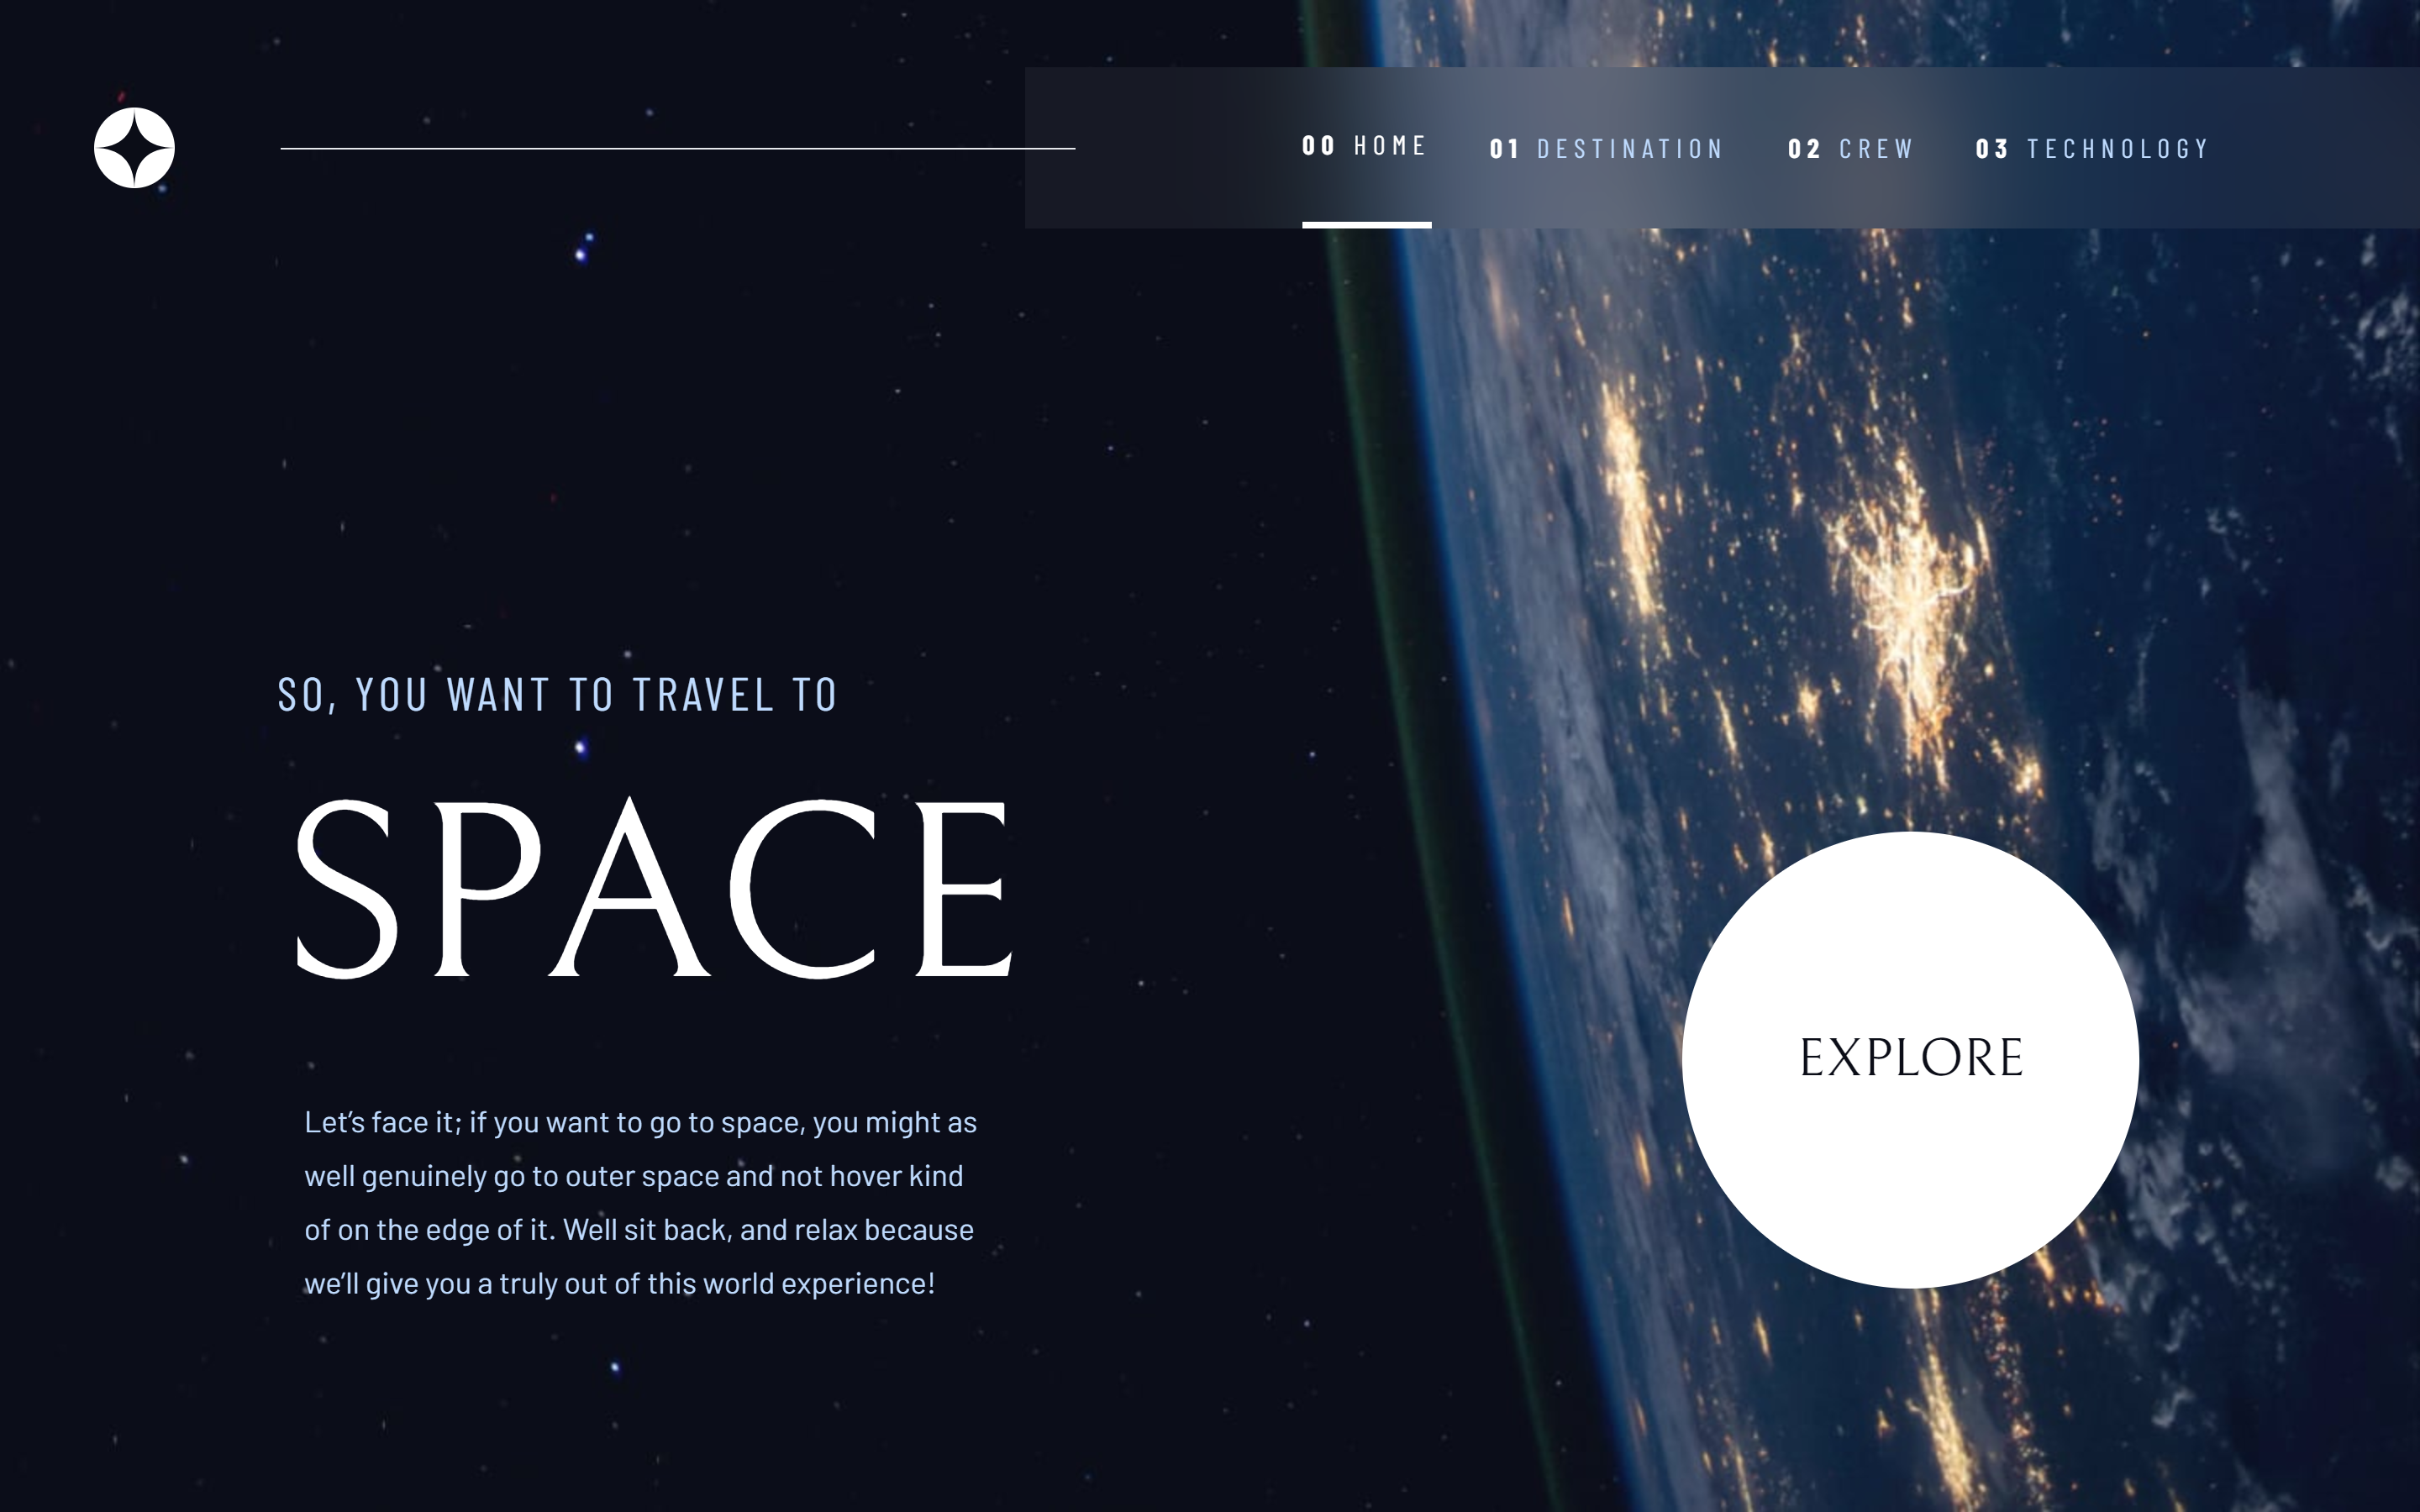 00 HOME 01 DESTINATION 02 CREW 03 TECHNOLOGY
SO, YOU WANT TO TRAVEL TO
SPACE
Let’s face it; if you want to go to space, you might as
well genuinely go to outer space and not hover kind
of on the edge of it. Well sit back, and relax because
we’ll give you a truly out of this world experience!
EXPLORE